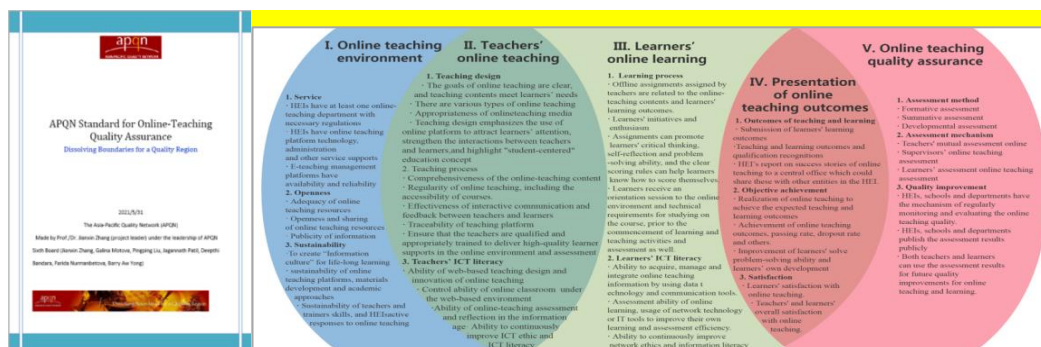 apqn
APQN Standard for Online-Teaching
Quality Assurance
Dissolving Boundaries for a Quality Region
2021/5/31
The Asia-Pacific Quality Network (APQN)
Made by Prof./Dr. Jianxin Zhang (project leader) under the leadership of APQN
Sixth Board (Jianxin Zhang, Galina Motova, Pingping Liu, Jagannath Patil, Deepthi
Bandara, Farida Nurmanbetova, Barry Aw Yong)
I. Online teaching
environment
1. Service
· HEIs have at least one online-
teaching department with
necessary regulations
· HEIs have online teaching
platform technology,
administration
and other service supports
· E-teaching management
platforms have
availability and reliability
2. Openness
· Adequacy of online
teaching resources
· Openness and sharing
of online teaching resources
· Publicity of information
3. Sustainability
·To create "Information
culture" for life-long learning
· sustainability of online
teaching platforms, materials
development and academic
approaches
· Sustainability of teachers and
trainers skills, and HEIsactive
responses to online teaching
II. Teachers'
online teaching
1. Teaching design
· The goals of online teaching are clear,
and teaching contents meet learners' needs
· There are various types of online teaching
· Appropriateness of onlineteaching media
· Teaching design emphasizes the use of
online platform to attract learners' attention,
strengthen the interactions between teachers
and learners and highlight "student-centered"
education concept
2. Teaching process
· Comprehensiveness of the online-teaching content
· Regularity of online teaching, including the
accessibility of courses.
· Effectiveness of interactive communication and
feedback between teachers and learners
· Traceability of teaching platform
· Ensure that the teachers are qualified and
appropriately trained to deliver high-quality learner
supports in the online environment and assessment
3. Teachers' ICT literacy
· Ability of web-based teaching design and
innovation of online teaching
· Control ability of online classroom under
the web-based environment
· Ability of online-teaching assessment
and reflection in the information
age· Ability to continuously
improve ICT ethic and
ICT literacy
III. Learners'
online learning
1. Learning process
· Offline assignments assigned by
teachers are related to the online-
teaching contents and learners'
learning outcomes.
· Learners' initiatives and
enthusiasm
· Assignments can promote
learners' critical thinking,
self-reflection and problem
-solving ability, and the clear
scoring rules can help learners
know how to score themselves
· Learners receive an
orientation session to the online
environment and technical
requirements for studying on
the course, prior to the
commencement of learning and
teaching activities and
assessment as well.
2. Learners' ICT literacy
· Ability to acquire, manage and
integrate online teaching
information by using data t
echnology and communication tools.
· Assessment ability of online
learning, usage of network technology
or IT tools to improve their own
learning and assessment efficiency.
· Ability to continuously improve
network ethics and information literacy
IV. Presentation
of online
teaching outcomes
1. Outcomes of teaching and learning
· Submission of learners' learning
outcomes
·Teaching and learning outcomes and
qualification recognitions
· HEI's report on success stories of online
teaching to a central office which could
share these with other entities in the HEI.
2. Objective achievement
· Realization of online teaching to
achieve the expected teaching and
learning outcomes
· Achievement of online teaching
outcomes, passing rate, dropout rate
and others.
· Improvement of learners' solve
problem-solving ability and
learners' own development
3. Satisfaction
· Learners' satisfaction with
online teaching.
· Teachers' and learners'
overall satisfaction
with online
teaching.
V. Online teaching
quality assurance
1. Assessment method
· Formative assessment
· Summative assessment
· Developmental assessment
2. Assessment mechanism
· Teachers' mutual assessment online
· Supervisors' online teaching
assessment
· Learners' assessment online teaching
assessment
3. Quality improvement
· HEIs, schools and departments have
the mechanism of regularly
monitoring and evaluating the online
teaching quality.
· HEIs, schools and departments
publish the assessment results
publicly
· Both teachers and learners
can use the assessment results
for future quality
improvements for online
teaching and learning.